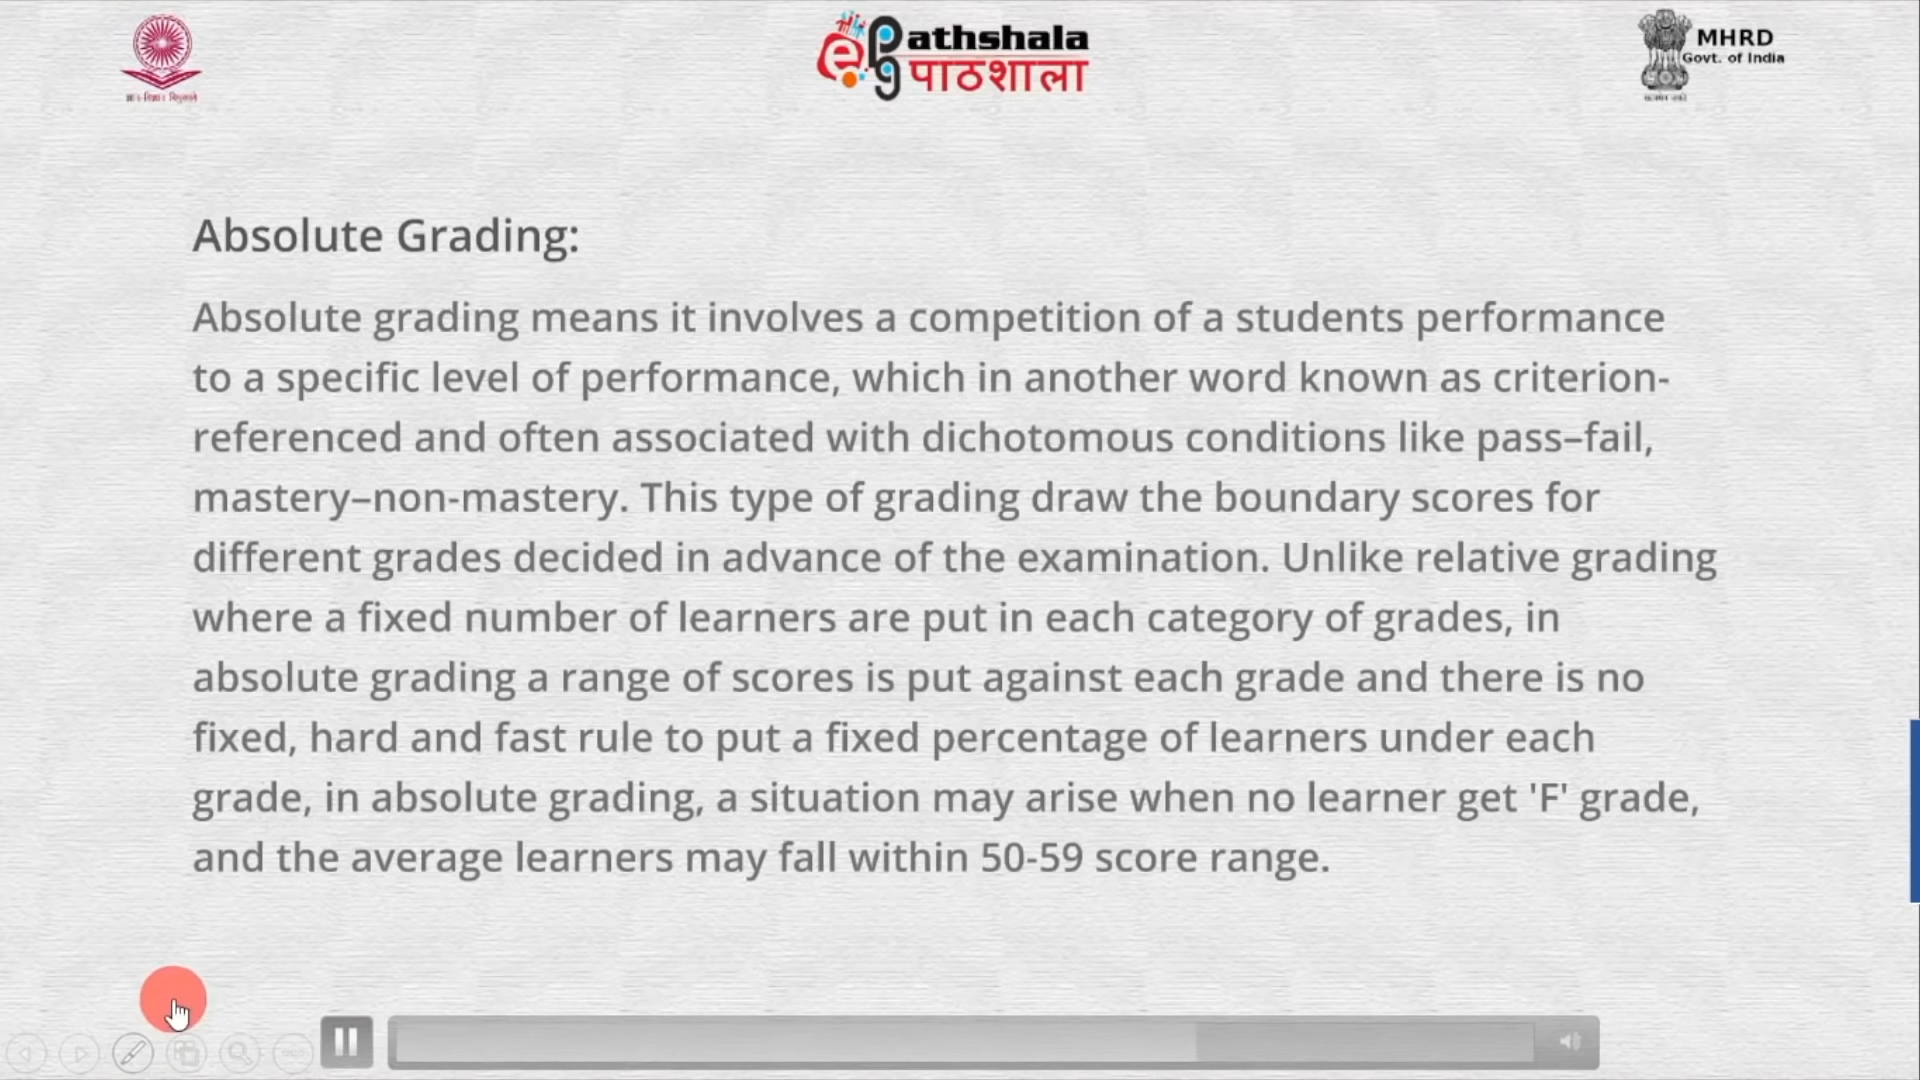 ePg Pathshala
पाठशाला
MHRD
Govt. of India
Absolute Grading:
Absolute grading means it involves a competition of a students performance
to a specific level of performance, which in another word known as criterion-
referenced and often associated with dichotomous conditions like pass–fail,
mastery–non-mastery. This type of grading draw the boundary scores for
different grades decided in advance of the examination. Unlike relative grading
where a fixed number of learners are put in each category of grades, in
absolute grading a range of scores is put against each grade and there is no
fixed, hard and fast rule to put a fixed percentage of learners under each
grade, in absolute grading, a situation may arise when no learner get 'F' grade,
and the average learners may fall within 50-59 score range.